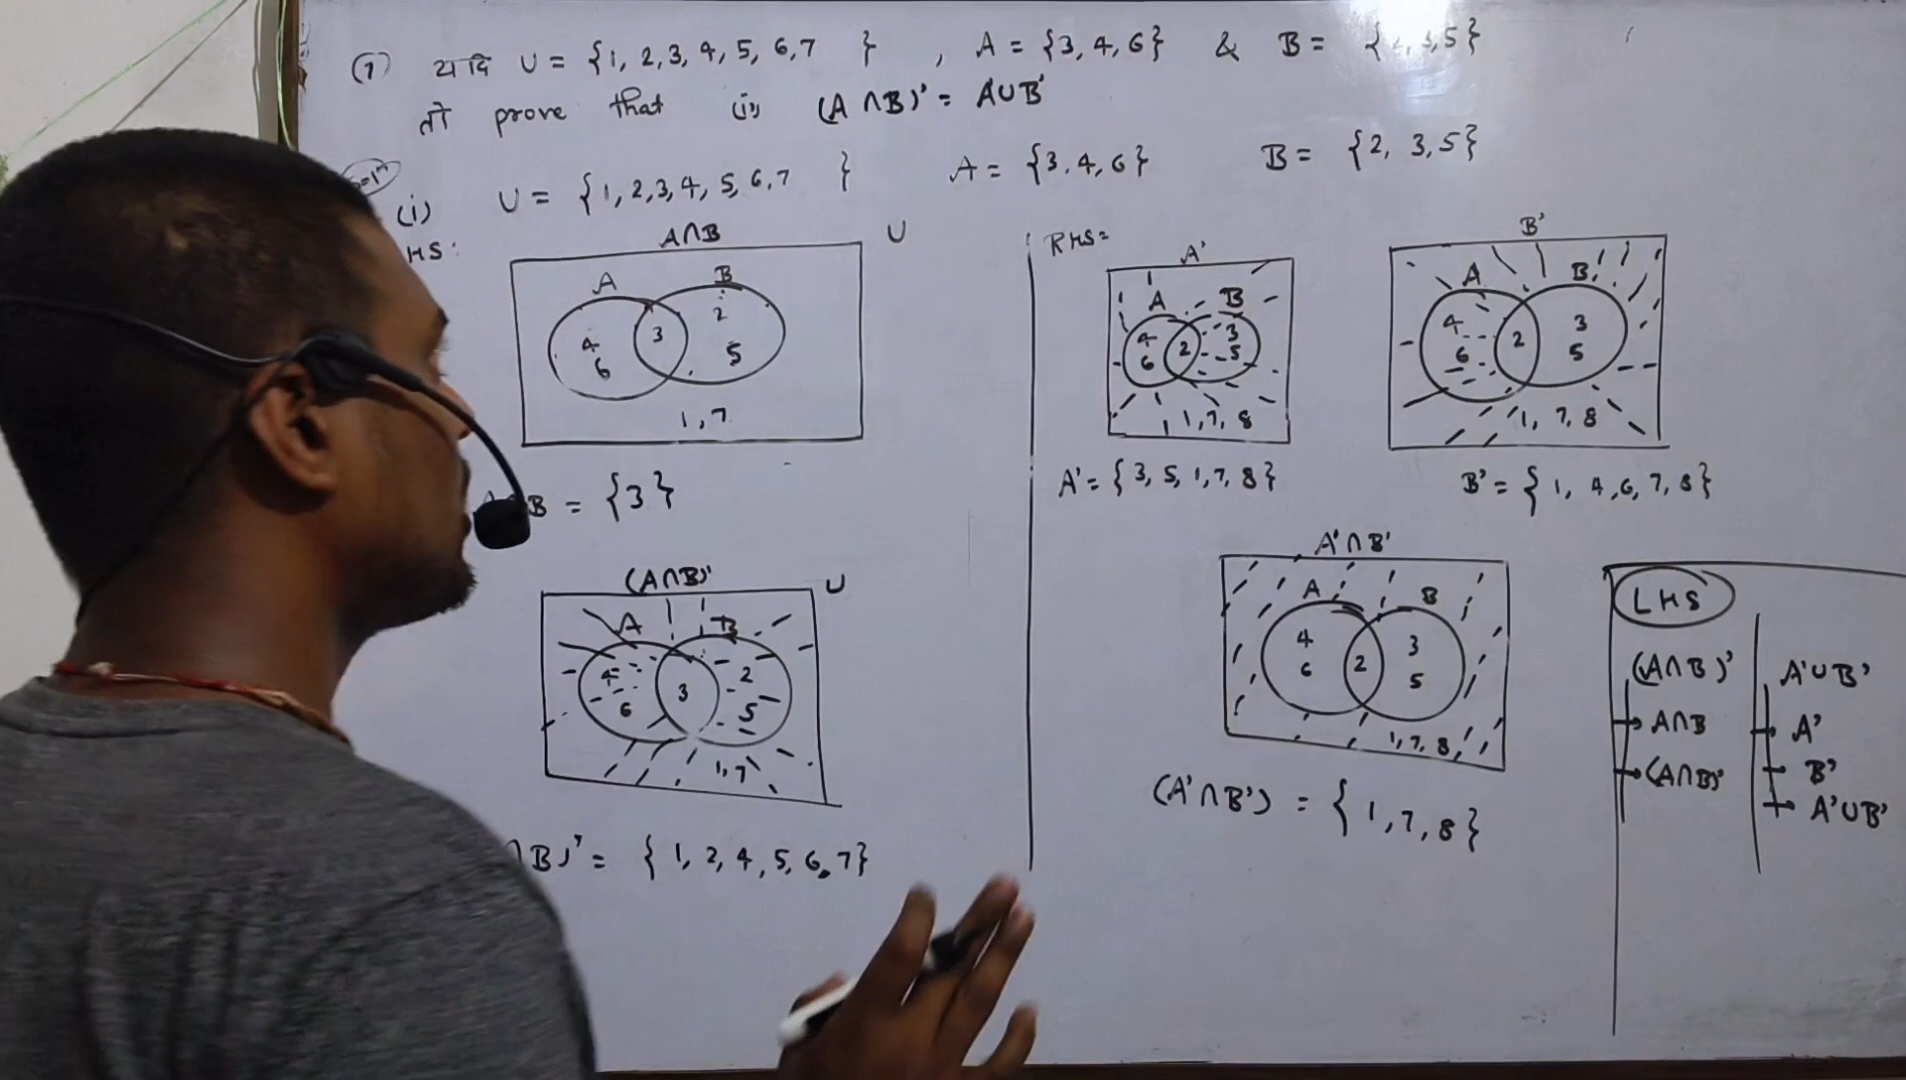 (7) यदि U = {1, 2, 3, 4, 5, 6, 7 } , A = {3, 4, 6} & B = { 3, 5}
तो prove that (i) (A ∩ B)' = A'∪B'
(i) U = {1, 2, 3, 4, 5, 6, 7 } A = {3, 4, 6} B = {2, 3, 5}
HS :
A∩B
U
A B
4
6
3
2
5
1, 7
B = {3}
(A∩B)'
U
A B
4
6
3
2
5
1, 7
∩ B)' = { 1, 2, 4, 5, 6, 7}
RHS =
A'
A B
4
6
2
3
5
1, 7, 8
A' = {3, 5, 1, 7, 8}
B'
A B
4
6
2
3
5
1, 7, 8
B' = { 1, 4, 6, 7, 8}
A' ∩ B'
A B
4
6
2
3
5
1, 7, 8
(A' ∩ B') = { 1, 7, 8}
LHS
(A∩B)' A'∪B'
→ A∩B → A'
→ (A∩B)' → B'
→ A'∪B'